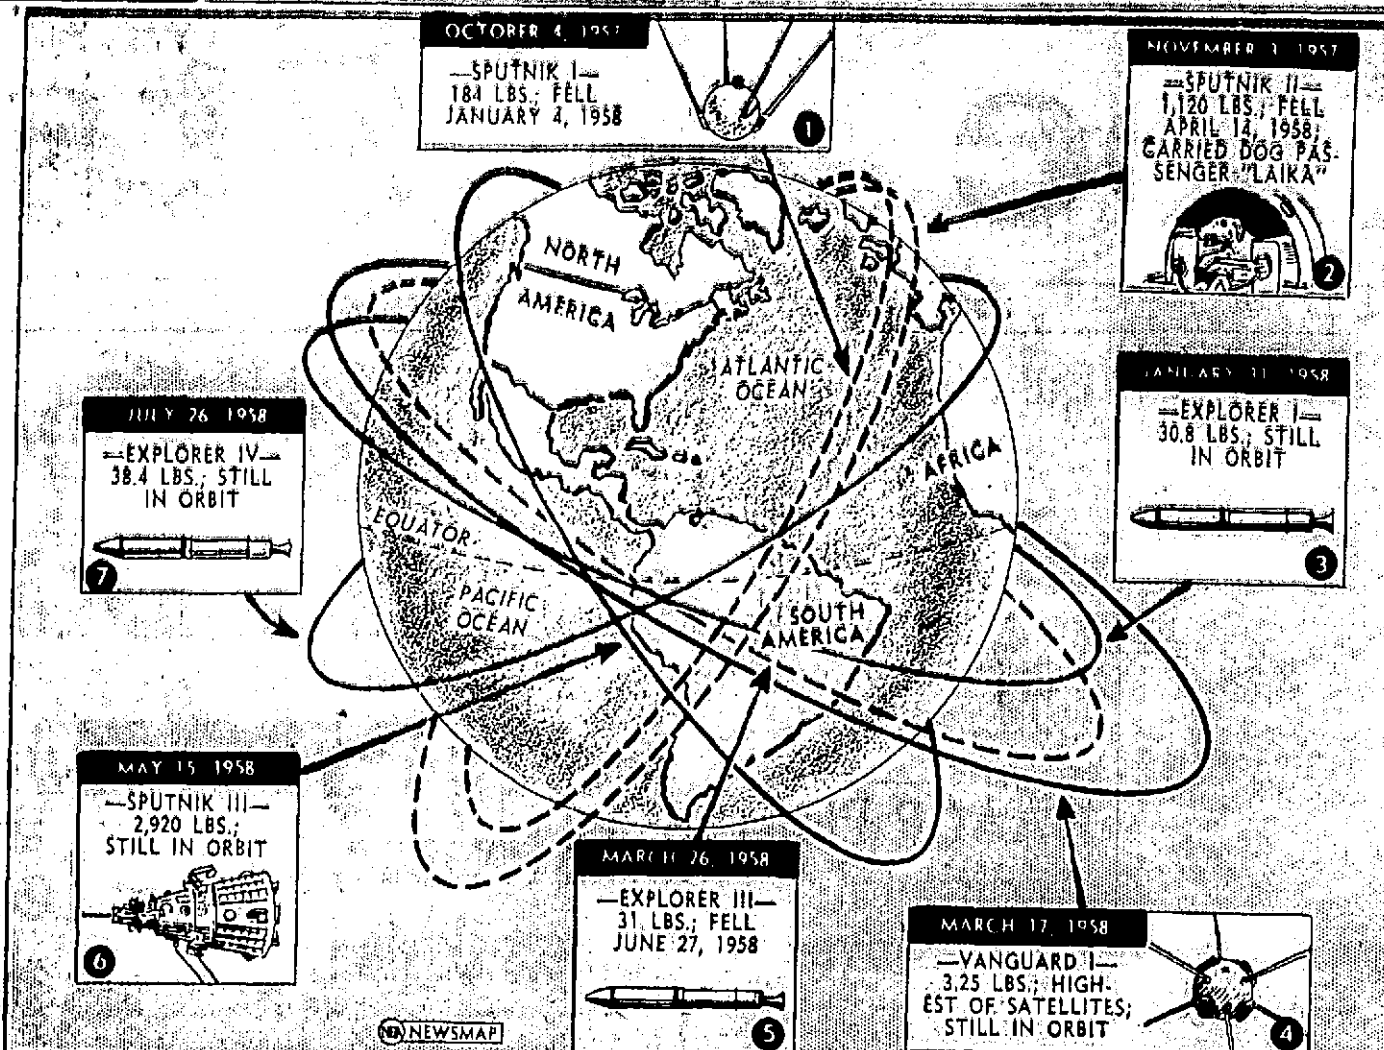 OCTOBER 4, 1957
—SPUTNIK I—
184 LBS.; FELL
JANUARY 4, 1958
1
NOVEMBER 3, 1957
—SPUTNIK II—
1,120 LBS.; FELL
APRIL 14, 1958;
CARRIED DOG PAS-
SENGER "LAIKA"
2
JANUARY 31, 1958
—EXPLORER I—
30.8 LBS.; STILL
IN ORBIT
3
MARCH 17, 1958
—VANGUARD I—
3.25 LBS.; HIGH-
EST OF SATELLITES;
STILL IN ORBIT
4
MARCH 26, 1958
—EXPLORER III—
31 LBS.; FELL
JUNE 27, 1958
5
MAY 15, 1958
—SPUTNIK III—
2,920 LBS.;
STILL IN ORBIT
6
JULY 26, 1958
—EXPLORER IV—
38.4 LBS.; STILL
IN ORBIT
7
NORTH
AMERICA
ATLANTIC
OCEAN
AFRICA
EQUATOR
PACIFIC
OCEAN
SOUTH
AMERICA
NEA NEWSMAP